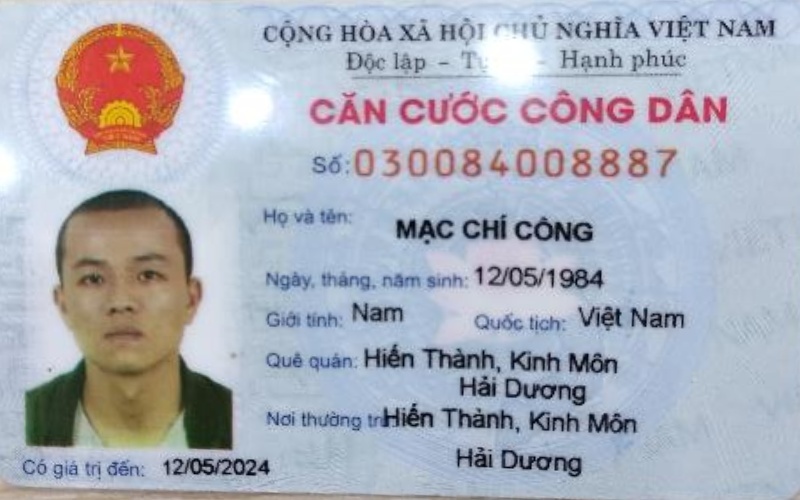 CỘNG HÒA XÃ HỘI CHỦ NGHĨA VIỆT NAM
Độc lập - Tự - Hạnh phúc
CĂN CƯỚC CÔNG DÂN
Số: 030084008887
Họ và tên: MẠC CHÍ CÔNG
Ngày, tháng, năm sinh: 12/05/1984
Giới tính: Nam Quốc tịch: Việt Nam
Quê quán: Hiến Thành, Kinh Môn
Hải Dương
Nơi thường trú: Hiến Thành, Kinh Môn
Hải Dương
Có giá trị đến: 12/05/2024